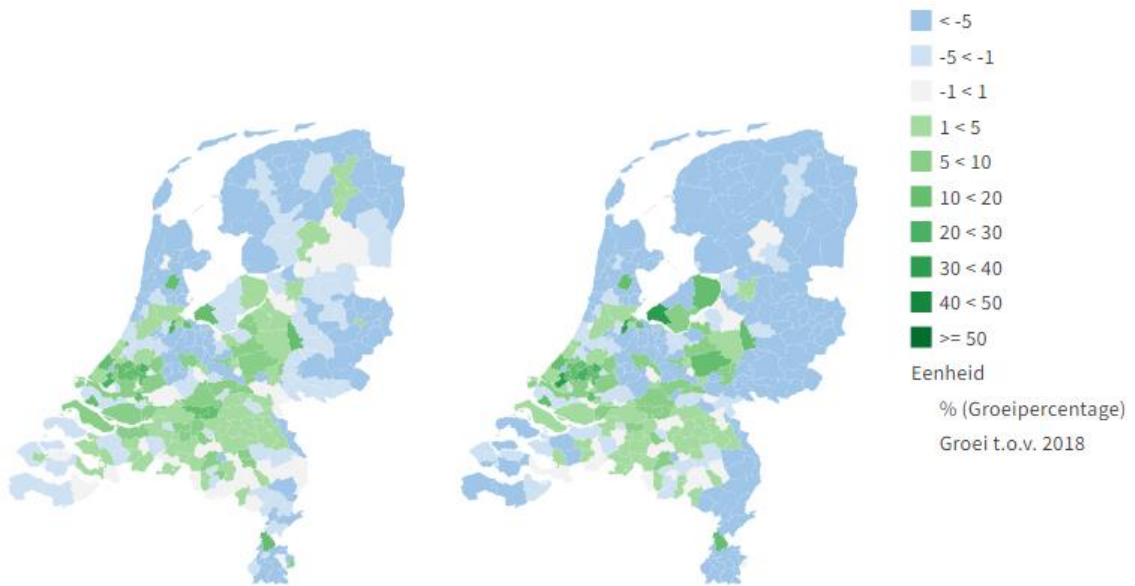 < -5
-5 < -1
-1 < 1
1 < 5
5 < 10
10 < 20
20 < 30
30 < 40
40 < 50
>= 50
Eenheid
% (Groeipercentage)
Groei t.o.v. 2018